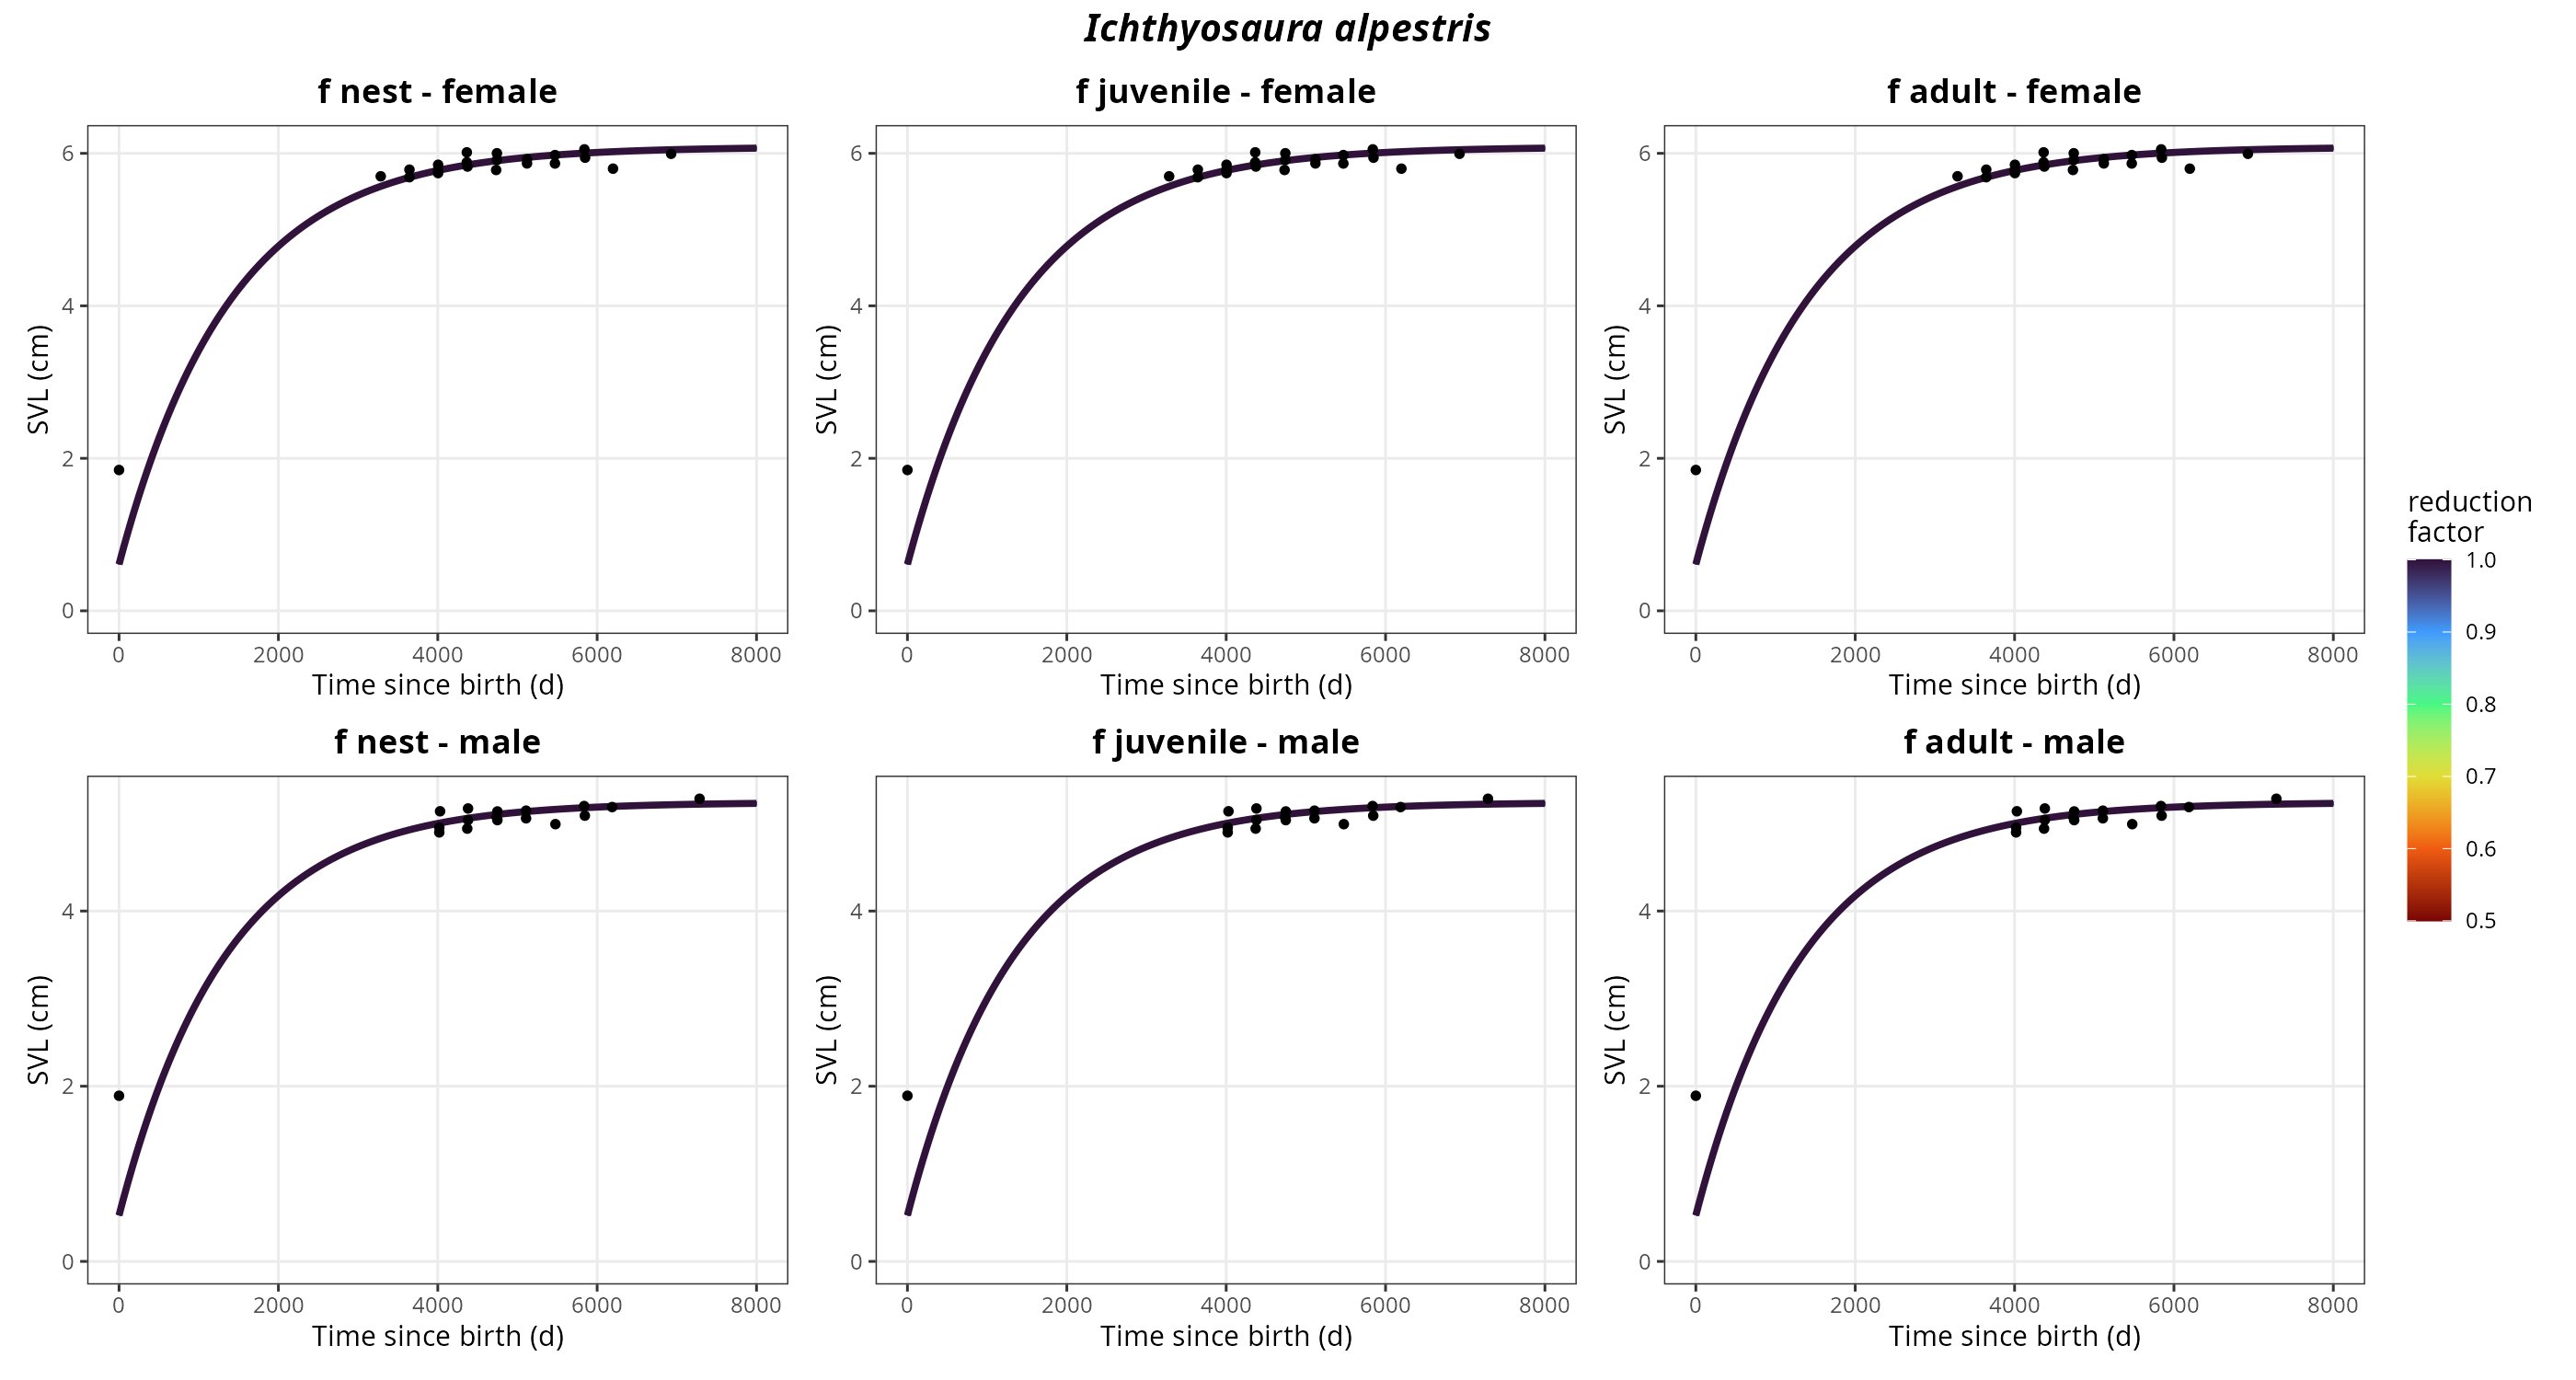 Ichthyosaura alpestris
f nest - female
f juvenile - female
f adult - female
SVL (cm)
6
4
2
0
0 2000 4000 6000 8000
Time since birth (d)
SVL (cm)
6
4
2
0
0 2000 4000 6000 8000
Time since birth (d)
SVL (cm)
6
4
2
0
0 2000 4000 6000 8000
Time since birth (d)
f nest - male
f juvenile - male
f adult - male
SVL (cm)
4
2
0
0 2000 4000 6000 8000
Time since birth (d)
SVL (cm)
4
2
0
0 2000 4000 6000 8000
Time since birth (d)
SVL (cm)
4
2
0
0 2000 4000 6000 8000
Time since birth (d)
reduction
factor
1.0
0.9
0.8
0.7
0.6
0.5